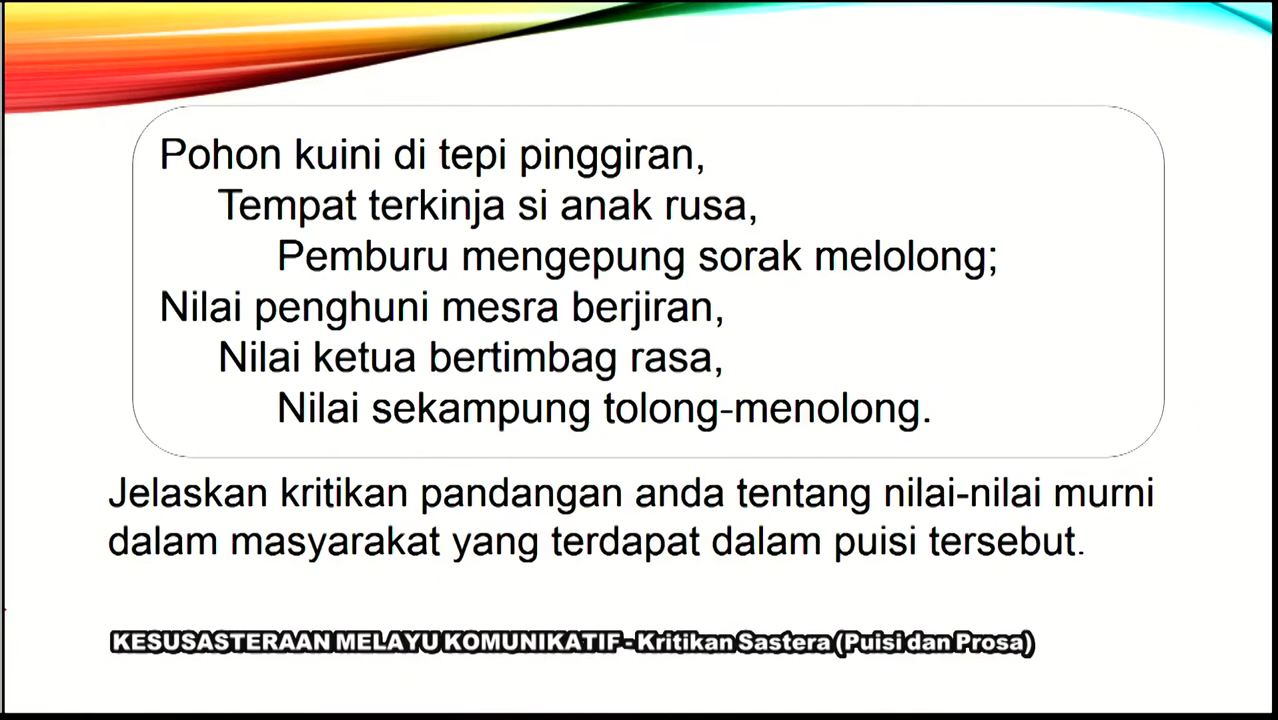 Pohon kuini di tepi pinggiran,
Tempat terkinja si anak rusa,
Pemburu mengepung sorak melolong;
Nilai penghuni mesra berjiran,
Nilai ketua bertimbag rasa,
Nilai sekampung tolong-menolong.
Jelaskan kritikan pandangan anda tentang nilai-nilai murni
dalam masyarakat yang terdapat dalam puisi tersebut.
KESUSASTERAAN MELAYU KOMUNIKATIF - Kritikan Sastera (Puisi dan Prosa)